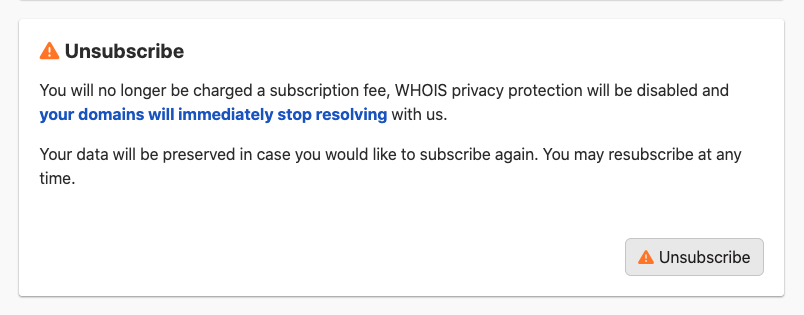 Unsubscribe
You will no longer be charged a subscription fee, WHOIS privacy protection will be disabled and
your domains will immediately stop resolving with us.
Your data will be preserved in case you would like to subscribe again. You may resubscribe at any
time.
Unsubscribe